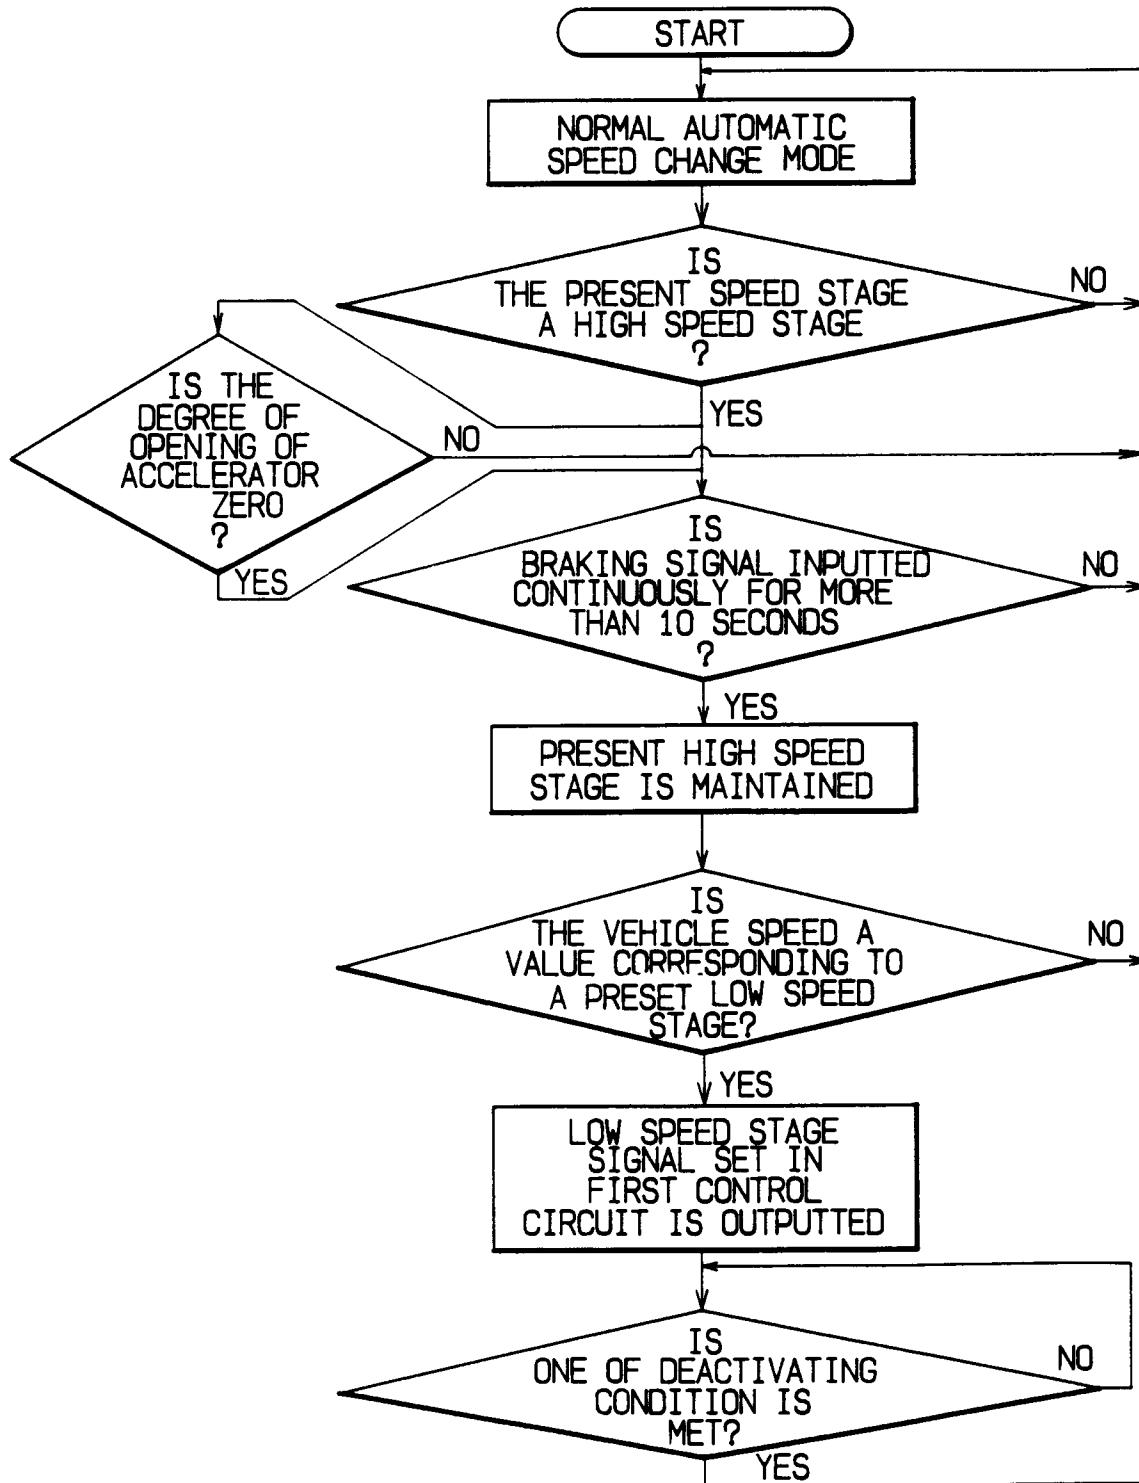 START
NORMAL AUTOMATIC
SPEED CHANGE MODE
IS
THE PRESENT SPEED STAGE
A HIGH SPEED STAGE
?
NO
YES
IS THE
DEGREE OF
OPENING OF
ACCELERATOR
ZERO
?
NO
YES
IS
BRAKING SIGNAL INPUTTED
CONTINUOUSLY FOR MORE
THAN 10 SECONDS
?
NO
YES
PRESENT HIGH SPEED
STAGE IS MAINTAINED
IS
THE VEHICLE SPEED A
VALUE CORRESPONDING TO
A PRESET LOW SPEED
STAGE?
NO
YES
LOW SPEED STAGE
SIGNAL SET IN
FIRST CONTROL
CIRCUIT IS OUTPUTTED
IS
ONE OF DEACTIVATING
CONDITION IS
MET?
NO
YES